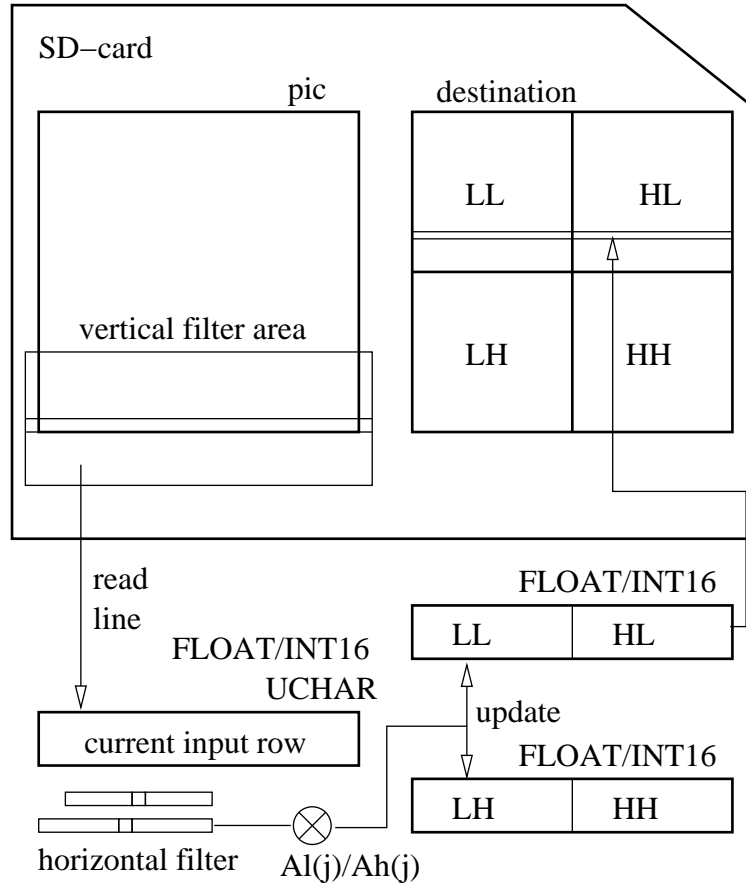 SD−card
pic
destination
LL
HL
vertical filter area
LH
HH
read
line
FLOAT/INT16
LL
HL
FLOAT/INT16
UCHAR
update
current input row
FLOAT/INT16
LH
HH
horizontal filter
Al(j)/Ah(j)